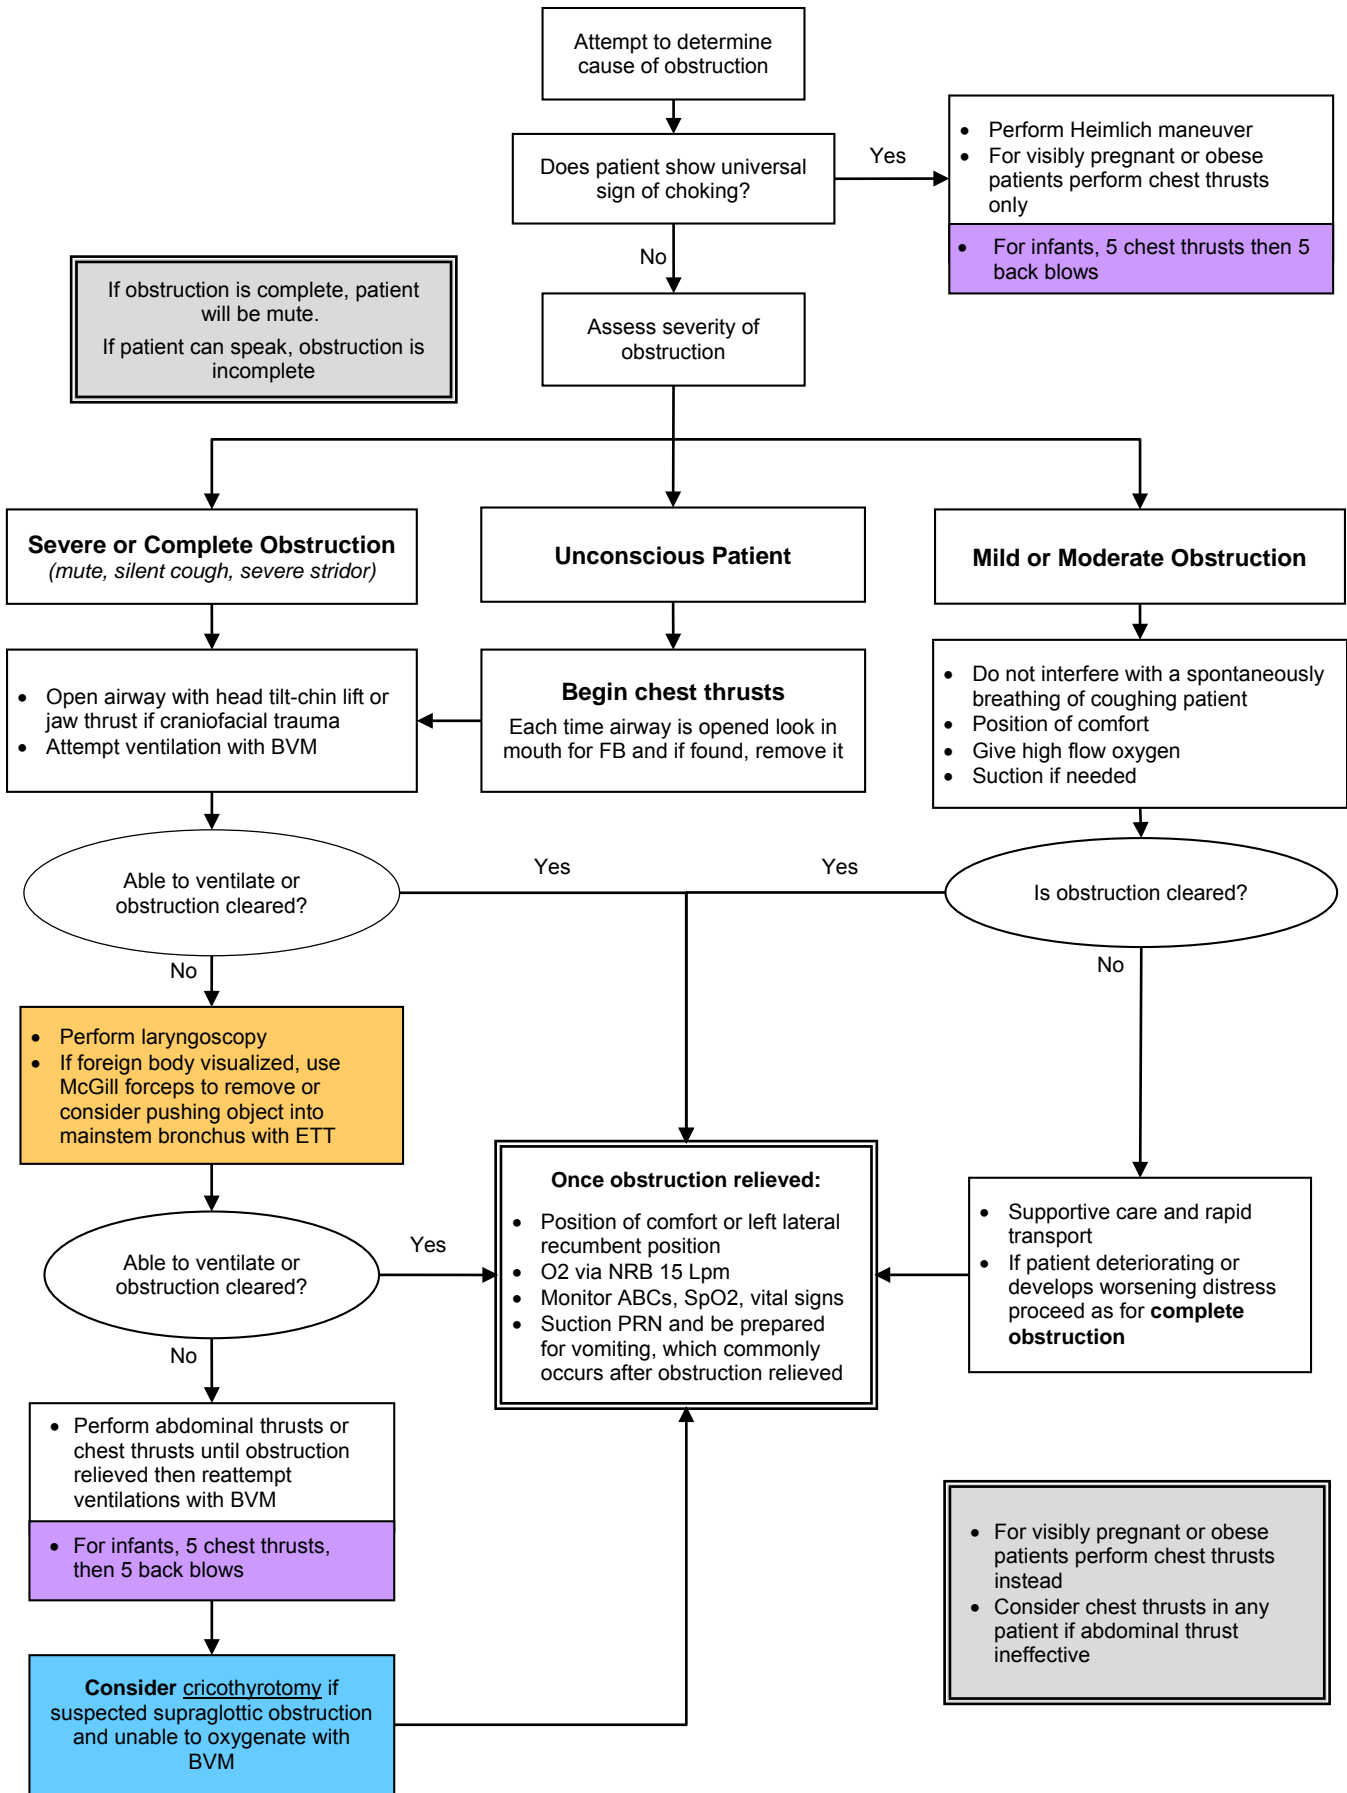 Attempt to determine
cause of obstruction
Does patient show universal
sign of choking?
Yes
• Perform Heimlich maneuver
• For visibly pregnant or obese
patients perform chest thrusts
only
• For infants, 5 chest thrusts then 5
back blows
No
If obstruction is complete, patient
will be mute.
If patient can speak, obstruction is
incomplete
Assess severity of
obstruction
Severe or Complete Obstruction
(mute, silent cough, severe stridor)
Unconscious Patient
Mild or Moderate Obstruction
• Open airway with head tilt-chin lift or
jaw thrust if craniofacial trauma
• Attempt ventilation with BVM
Begin chest thrusts
Each time airway is opened look in
mouth for FB and if found, remove it
• Do not interfere with a spontaneously
breathing of coughing patient
• Position of comfort
• Give high flow oxygen
• Suction if needed
Able to ventilate or
obstruction cleared?
Yes
Yes
Is obstruction cleared?
No
No
• Perform laryngoscopy
• If foreign body visualized, use
McGill forceps to remove or
consider pushing object into
mainstem bronchus with ETT
Able to ventilate or
obstruction cleared?
Yes
Once obstruction relieved:
• Position of comfort or left lateral
recumbent position
• O2 via NRB 15 Lpm
• Monitor ABCs, SpO2, vital signs
• Suction PRN and be prepared
for vomiting, which commonly
occurs after obstruction relieved
• Supportive care and rapid
transport
• If patient deteriorating or
develops worsening distress
proceed as for complete
obstruction
No
• Perform abdominal thrusts or
chest thrusts until obstruction
relieved then reattempt
ventilations with BVM
• For infants, 5 chest thrusts,
then 5 back blows
• For visibly pregnant or obese
patients perform chest thrusts
instead
• Consider chest thrusts in any
patient if abdominal thrust
ineffective
Consider cricothyrotomy if
suspected supraglottic obstruction
and unable to oxygenate with
BVM